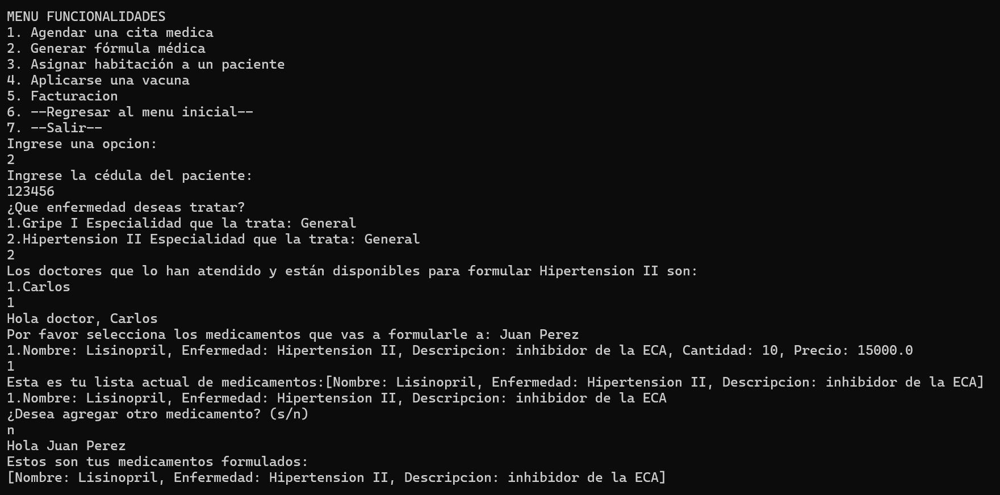 MENU FUNCIONALIDADES
1. Agendar una cita medica
2. Generar fórmula médica
3. Asignar habitación a un paciente
4. Aplicarse una vacuna
5. Facturacion
6. --Regresar al menu inicial--
7. --Salir--
Ingrese una opcion:
2
Ingrese la cédula del paciente:
123456
¿Que enfermedad deseas tratar?
1.Gripe I Especialidad que la trata: General
2.Hipertension II Especialidad que la trata: General
2
Los doctores que lo han atendido y están disponibles para formular Hipertension II son:
1.Carlos
1
Hola doctor, Carlos
Por favor selecciona los medicamentos que vas a formularle a: Juan Perez
1.Nombre: Lisinopril, Enfermedad: Hipertension II, Descripcion: inhibidor de la ECA, Cantidad: 10, Precio: 15000.0
1
Esta es tu lista actual de medicamentos:[Nombre: Lisinopril, Enfermedad: Hipertension II, Descripcion: inhibidor de la ECA]
1.Nombre: Lisinopril, Enfermedad: Hipertension II, Descripcion: inhibidor de la ECA
¿Desea agregar otro medicamento? (s/n)
n
Hola Juan Perez
Estos son tus medicamentos formulados:
[Nombre: Lisinopril, Enfermedad: Hipertension II, Descripcion: inhibidor de la ECA]